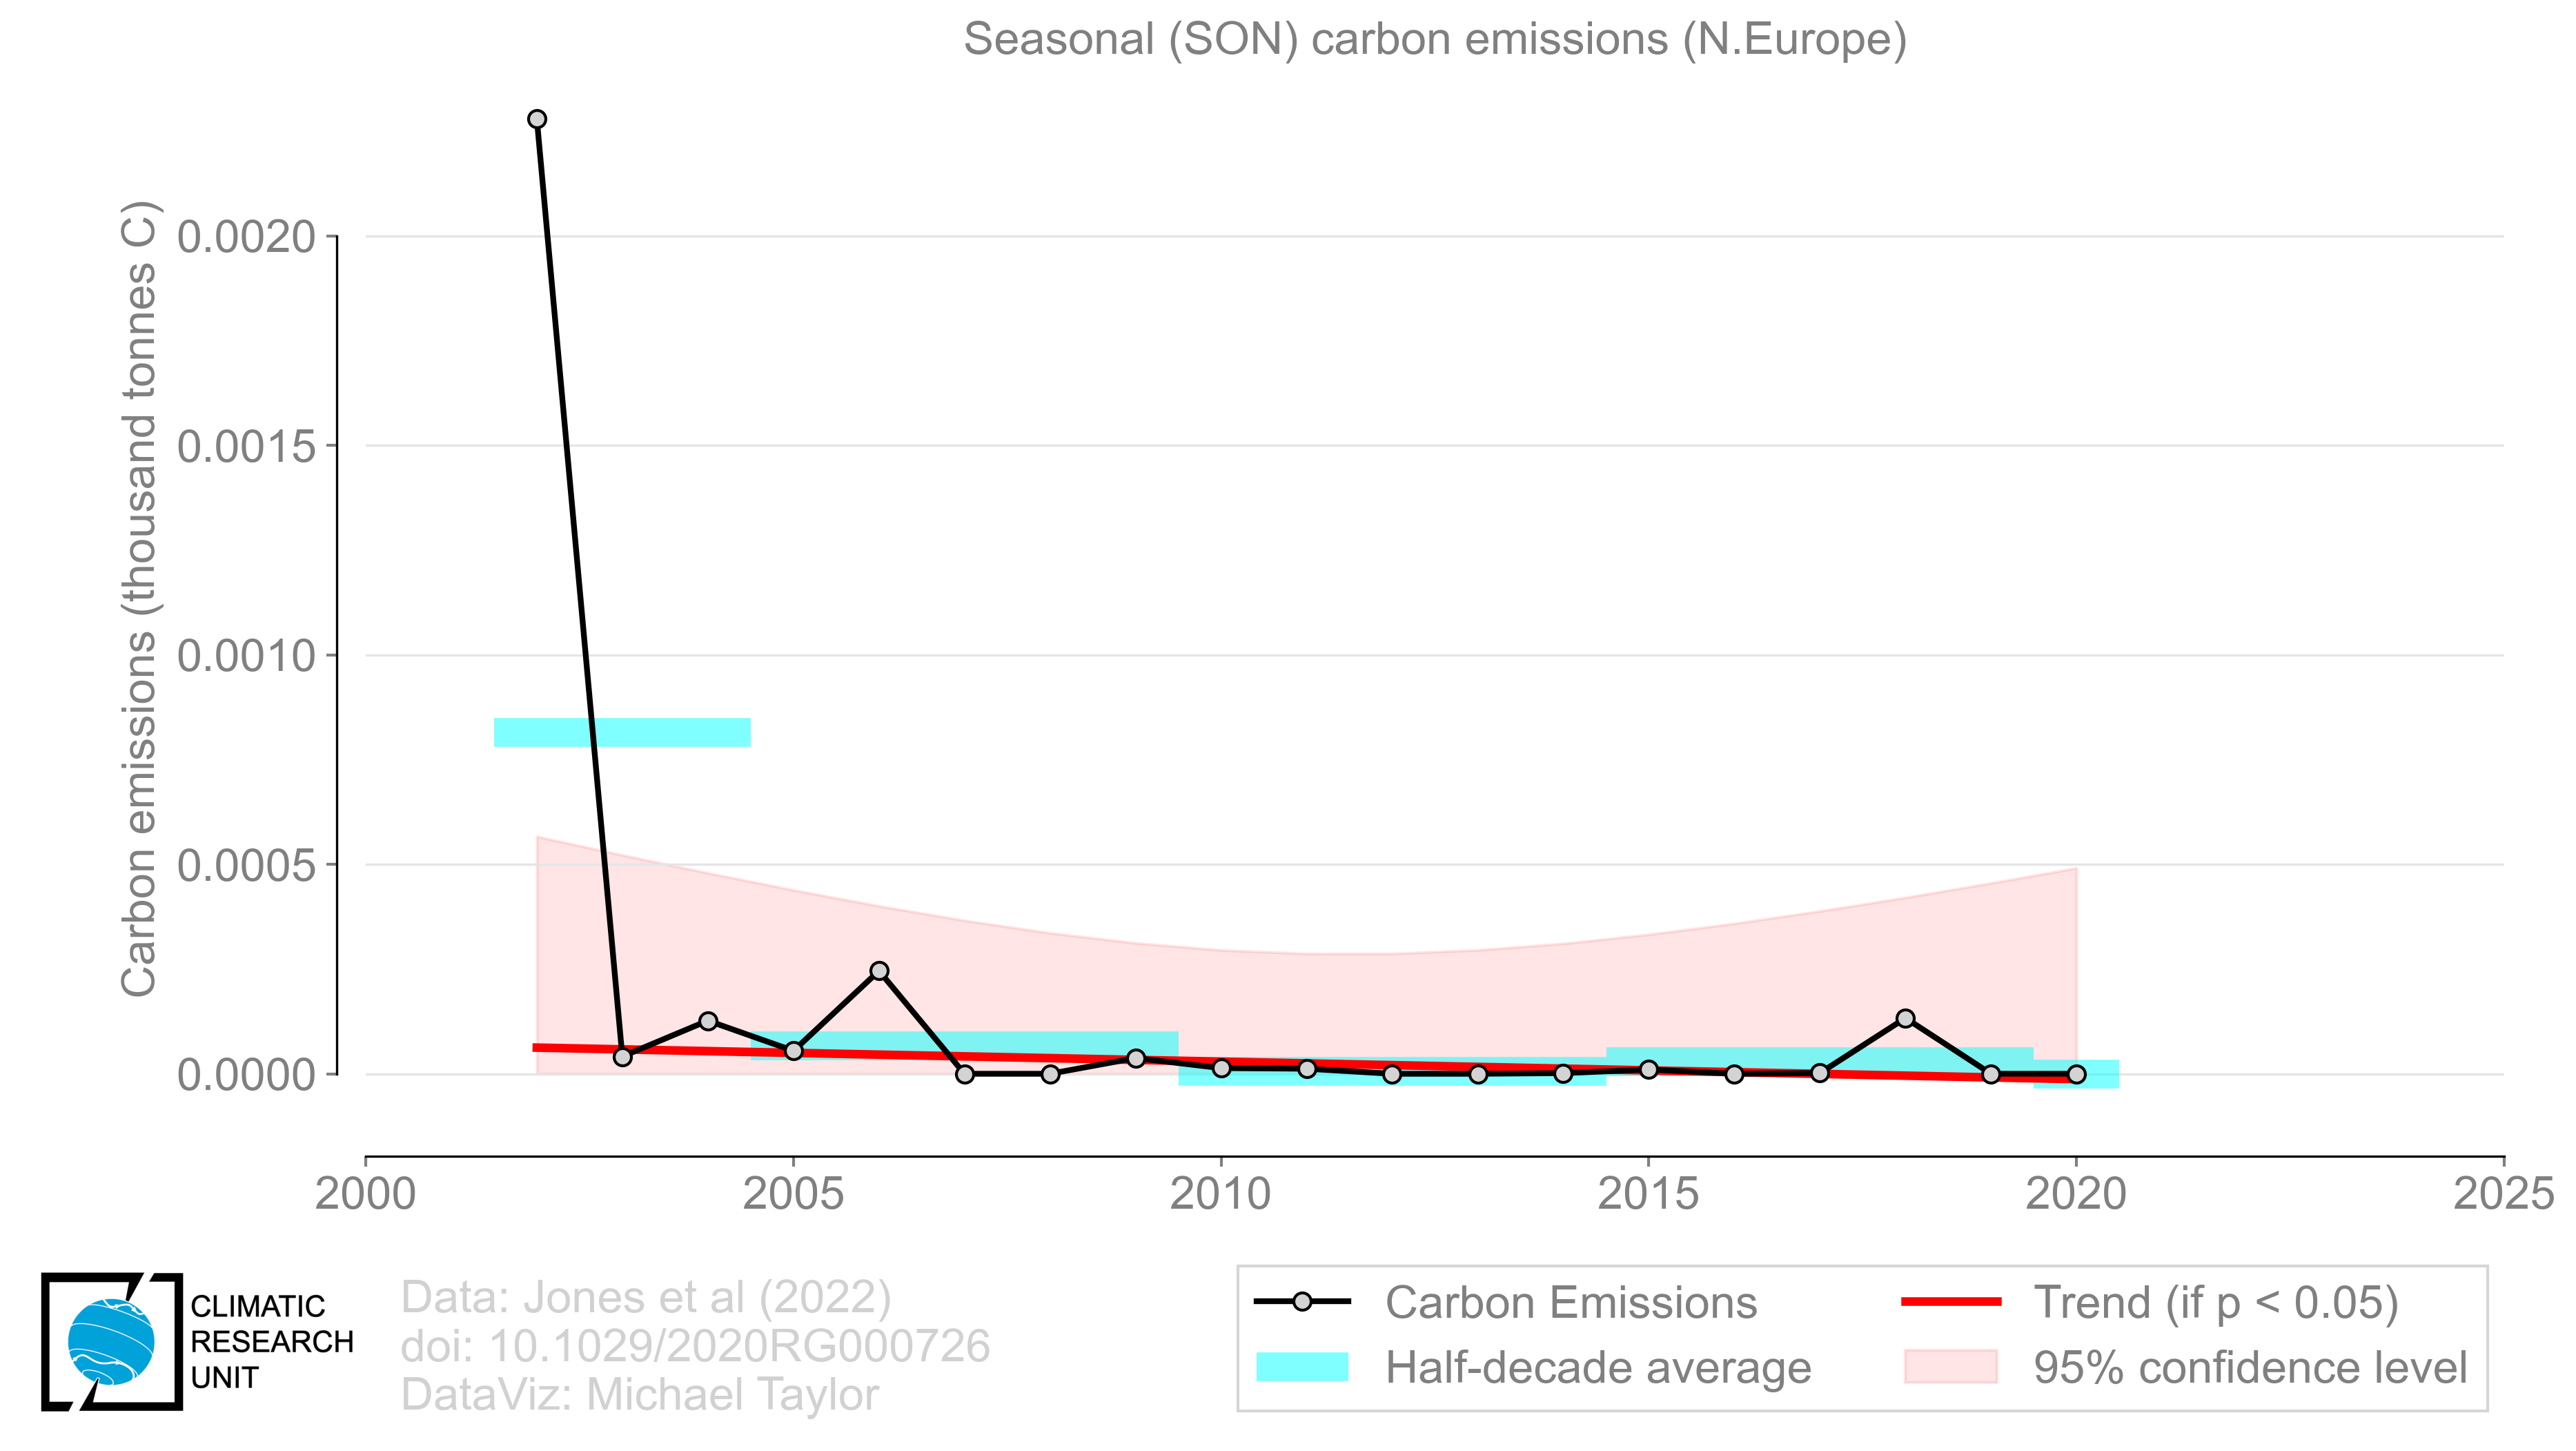 Seasonal (SON) carbon emissions (N.Europe)
Carbon emissions (thousand tonnes C)
0.0020
0.0015
0.0010
0.0005
0.0000
2000 2005 2010 2015 2020 2025
CLIMATIC
RESEARCH
UNIT
Data: Jones et al (2022)
doi: 10.1029/2020RG000726
DataViz: Michael Taylor
Carbon Emissions
Half-decade average
Trend (if p < 0.05)
95% confidence level